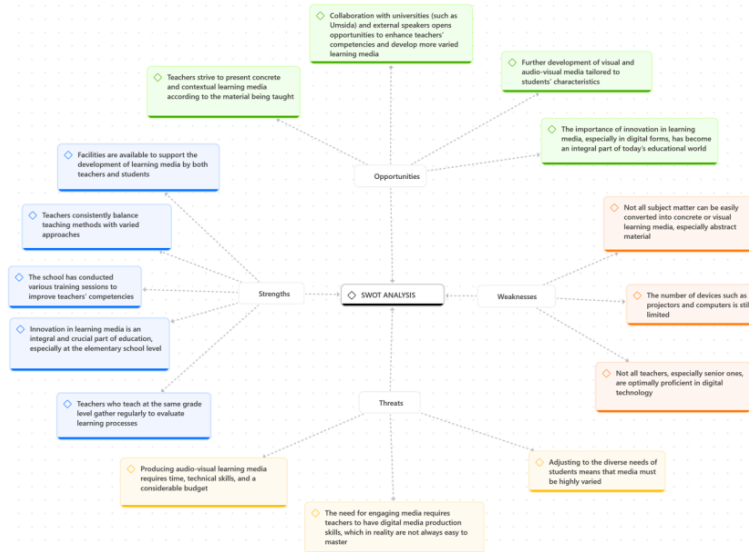 Collaboration with universities (such as
Umsida) and external speakers opens
opportunities to enhance teachers'
competencies and develop more varied
learning media
Further development of visual and
audio-visual media tailored to
students' characteristics
Teachers strive to present concrete
and contextual learning media
according to the material being taught
The importance of innovation in learning
media, especially in digital forms, has become
an integral part of today's educational world
Opportunities
Facilities are available to support the
development of learning media by both
teachers and students
Teachers consistently balance
teaching methods with varied
approaches
The school has conducted
various training sessions to
improve teachers' competencies
Innovation in learning media is an
integral and crucial part of education,
especially at the elementary school level
Teachers who teach at the same grade
level gather regularly to evaluate
learning processes
Strengths
SWOT ANALYSIS
Weaknesses
Not all subject matter can be easily
converted into concrete or visual
learning media, especially abstract
material
The number of devices such as
projectors and computers is still
limited
Not all teachers, especially senior ones,
are optimally proficient in digital
technology
Threats
Producing audio-visual learning media
requires time, technical skills, and a
considerable budget
The need for engaging media requires
teachers to have digital media production
skills, which in reality are not always easy to
master
Adjusting to the diverse needs of
students means that media must
be highly varied